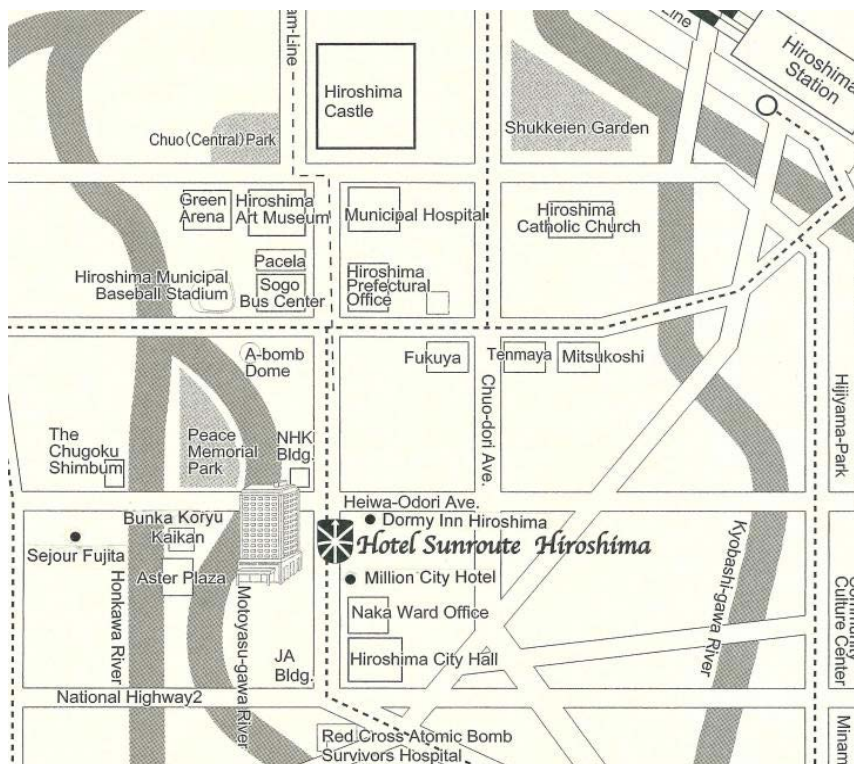 am-Line
Line
Hiroshima
Station
Hiroshima
Castle
Chuo(Central)Park
Shukkeien Garden
Green
Arena
Hiroshima
Art Museum
Municipal Hospital
Hiroshima
Catholic Church
Pacela
Hiroshima Municipal
Baseball Stadium
Sogo
Bus Center
Hiroshima
Prefectural
Office
A-bomb
Dome
Fukuya
Tenmaya
Mitsukoshi
Chuo-dori Ave.
Hijiyama-Park
The
Chugoku
Shimbum
Peace
Memorial
Park
NHK
Bldg.
Heiwa-Odori Ave.
Bunka Koryu
Kaikan
Dormy Inn Hiroshima
Sejour Fujita
Hotel Sunroute Hiroshima
Aster Plaza
Million City Hotel
Honkawa River
Motoyasu-gawa River
Kyobashi-gawa River
Naka Ward Office
Community
Culture Center
JA
Bldg.
Hiroshima City Hall
National Highway2
Red Cross Atomic Bomb
Survivors Hospital
Minam